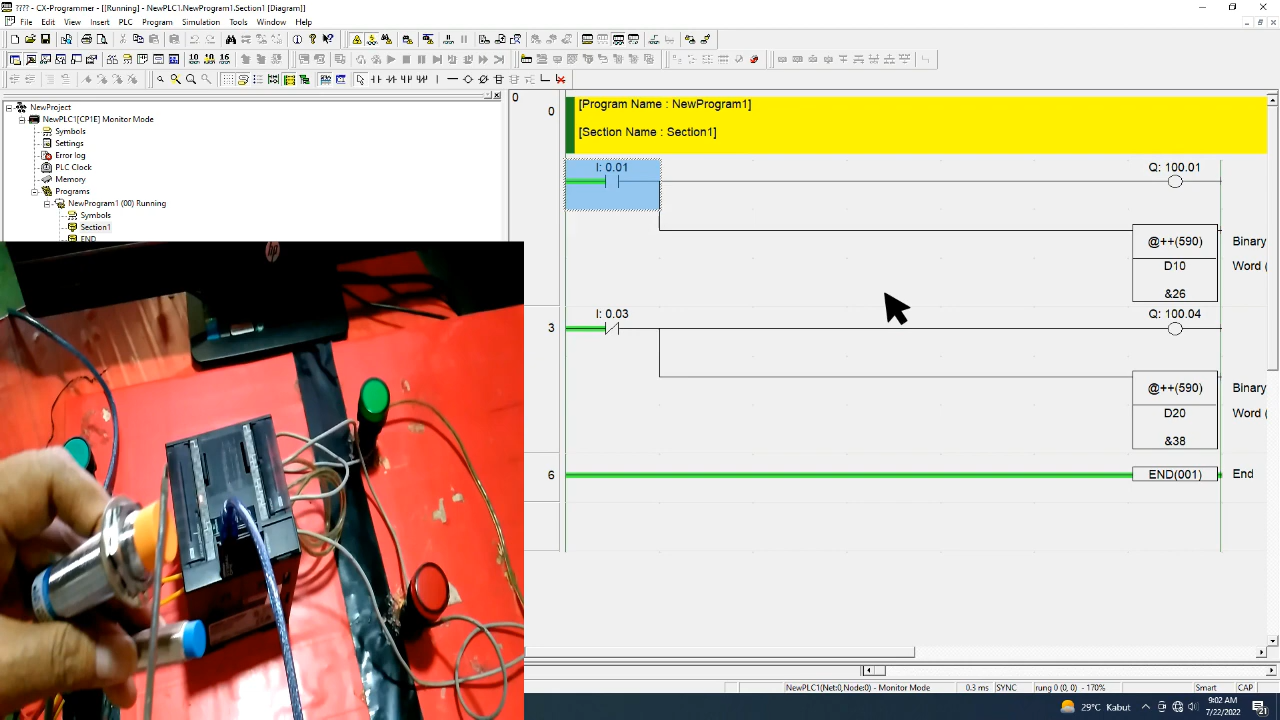 ???? - CX-Programmer - [[Running] - NewPLC1.NewProgram1.Section1 [Diagram]]
File Edit View Insert PLC Program Simulation Tools Window Help
NewProject
NewPLC1[CP1E] Monitor Mode
Symbols
Settings
Error log
PLC Clock
Memory
Programs
NewProgram1 (00) Running
Symbols
Section1
END
0
0
[Program Name : NewProgram1]
[Section Name : Section1]
I: 0.01
Q: 100.01
@++(590)
Binary
D10
Word (
&26
3
I: 0.03
Q: 100.04
@++(590)
Binary
D20
Word (
&38
6
END(001)
End
hp
NewPLC1(Net:0,Node:0) - Monitor Mode
0.3 ms
SYNC
rung 0 (0, 0) - 170%
Smart
CAP
29°C Kabut
9:02 AM
7/22/2022